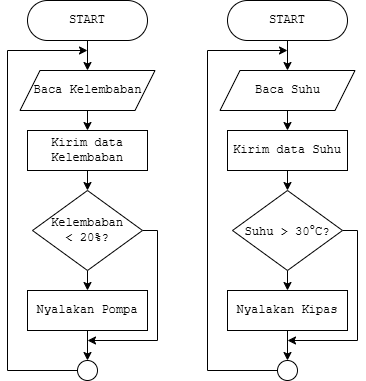 START
Baca Kelembaban
Kirim data
Kelembaban
Kelembaban
< 20%?
Nyalakan Pompa
START
Baca Suhu
Kirim data Suhu
Suhu > 30°C?
Nyalakan Kipas